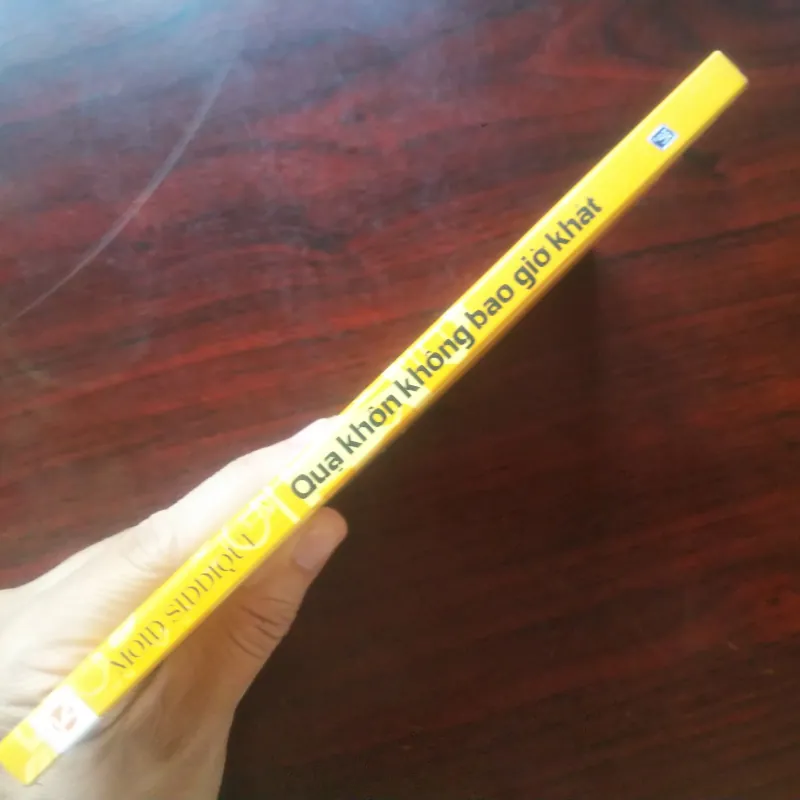 MOID SIDDIQUI
Quạ khôn không bao giờ khát